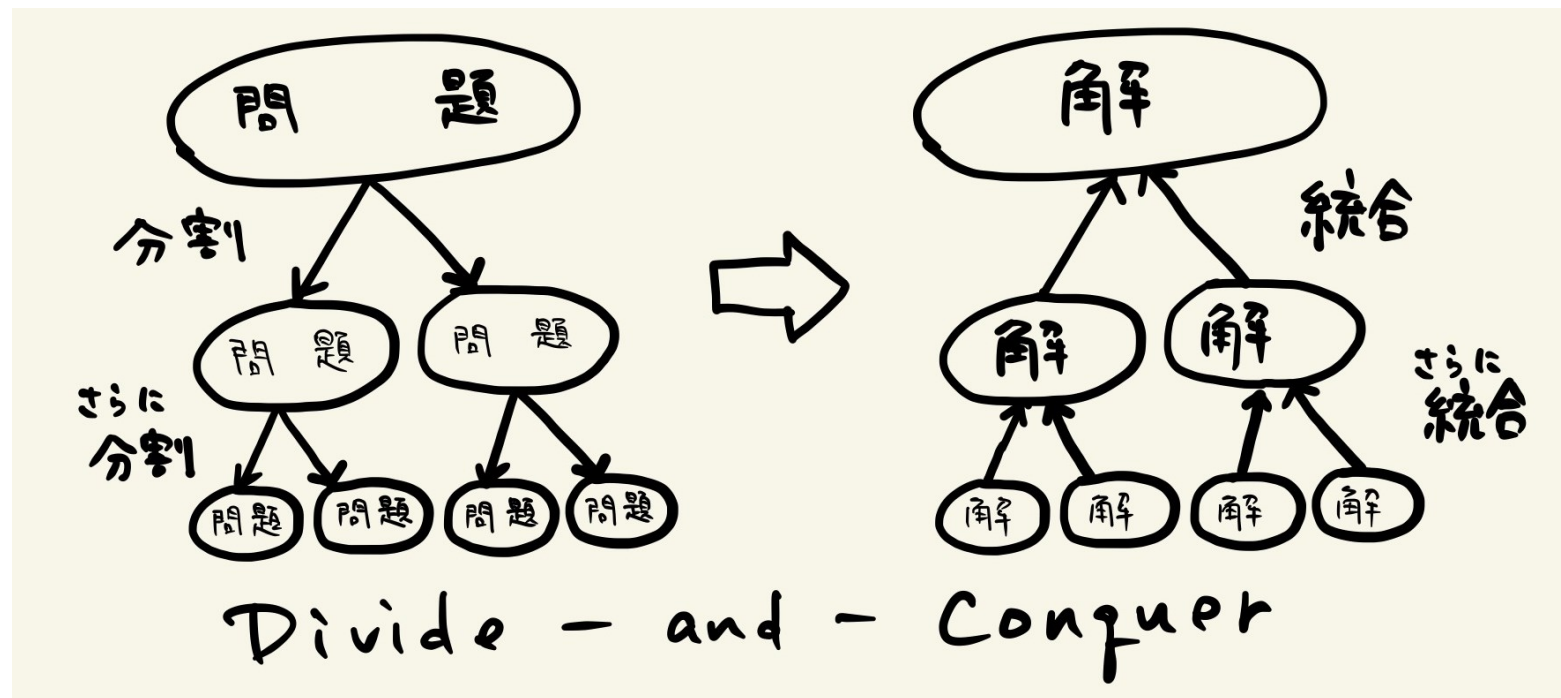 問 題
分割
問 題
問 題
さらに
分割
問題
問題
問題
問題
解
統合
解
解
さらに
統合
解
解
解
解
Divide - and - Conquer